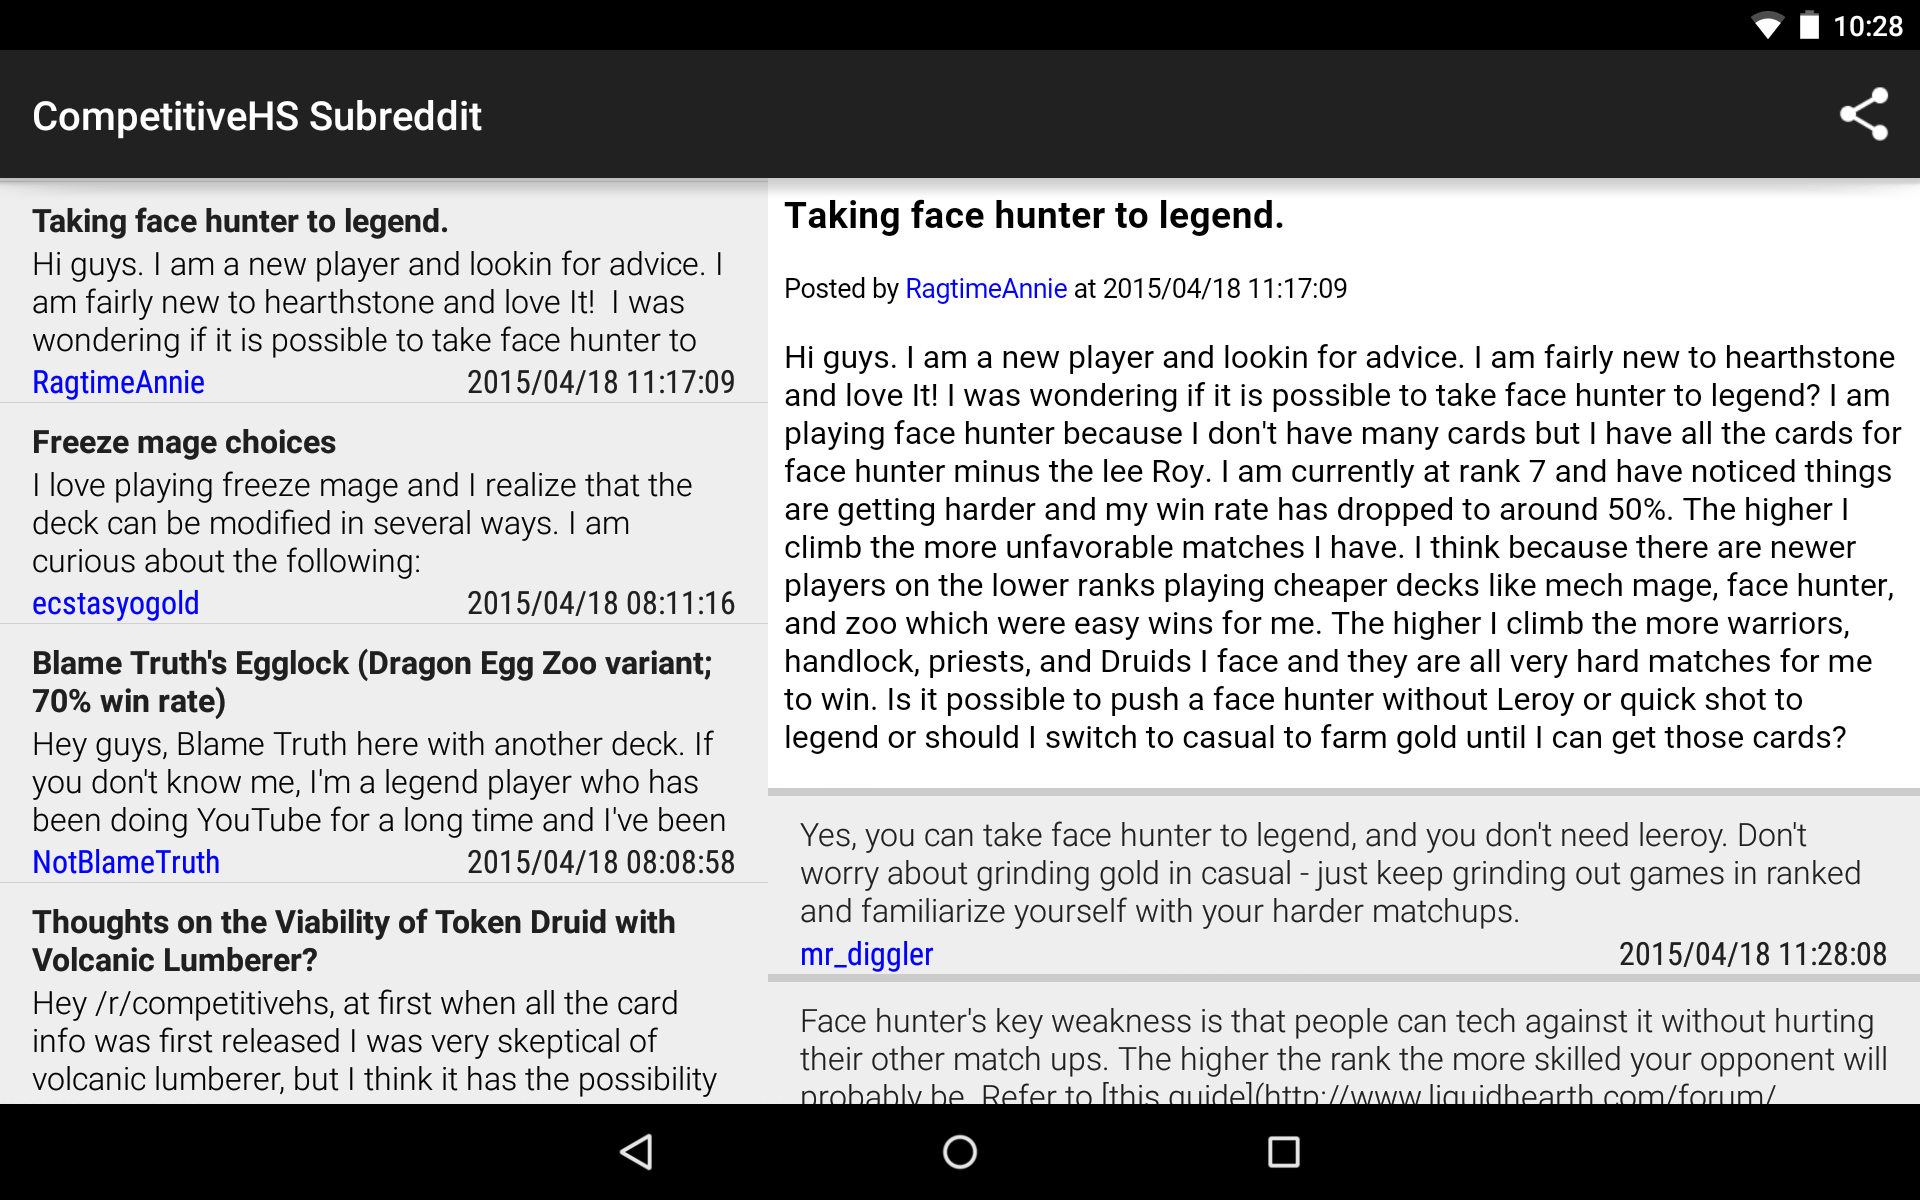 10:28
CompetitiveHS Subreddit
Taking face hunter to legend.
Hi guys. I am a new player and lookin for advice. I
am fairly new to hearthstone and love It!  I was
wondering if it is possible to take face hunter to
RagtimeAnnie 2015/04/18 11:17:09
Freeze mage choices
I love playing freeze mage and I realize that the
deck can be modified in several ways. I am
curious about the following:
ecstasyogold 2015/04/18 08:11:16
Blame Truth's Egglock (Dragon Egg Zoo variant;
70% win rate)
Hey guys, Blame Truth here with another deck. If
you don't know me, I'm a legend player who has
been doing YouTube for a long time and I've been
NotBlameTruth 2015/04/18 08:08:58
Thoughts on the Viability of Token Druid with
Volcanic Lumberer?
Hey /r/competitivehs, at first when all the card
info was first released I was very skeptical of
volcanic lumberer, but I think it has the possibility
Taking face hunter to legend.
Posted by RagtimeAnnie at 2015/04/18 11:17:09
Hi guys. I am a new player and lookin for advice. I am fairly new to hearthstone
and love It! I was wondering if it is possible to take face hunter to legend? I am
playing face hunter because I don't have many cards but I have all the cards for
face hunter minus the lee Roy. I am currently at rank 7 and have noticed things
are getting harder and my win rate has dropped to around 50%. The higher I
climb the more unfavorable matches I have. I think because there are newer
players on the lower ranks playing cheaper decks like mech mage, face hunter,
and zoo which were easy wins for me. The higher I climb the more warriors,
handlock, priests, and Druids I face and they are all very hard matches for me
to win. Is it possible to push a face hunter without Leroy or quick shot to
legend or should I switch to casual to farm gold until I can get those cards?
Yes, you can take face hunter to legend, and you don't need leeroy. Don't
worry about grinding gold in casual - just keep grinding out games in ranked
and familiarize yourself with your harder matchups.
mr_diggler 2015/04/18 11:28:08
Face hunter's key weakness is that people can tech against it without hurting
their other match ups. The higher the rank the more skilled your opponent will
probably be. Refer to [this guide](http://www.liquidhearth.com/forum/